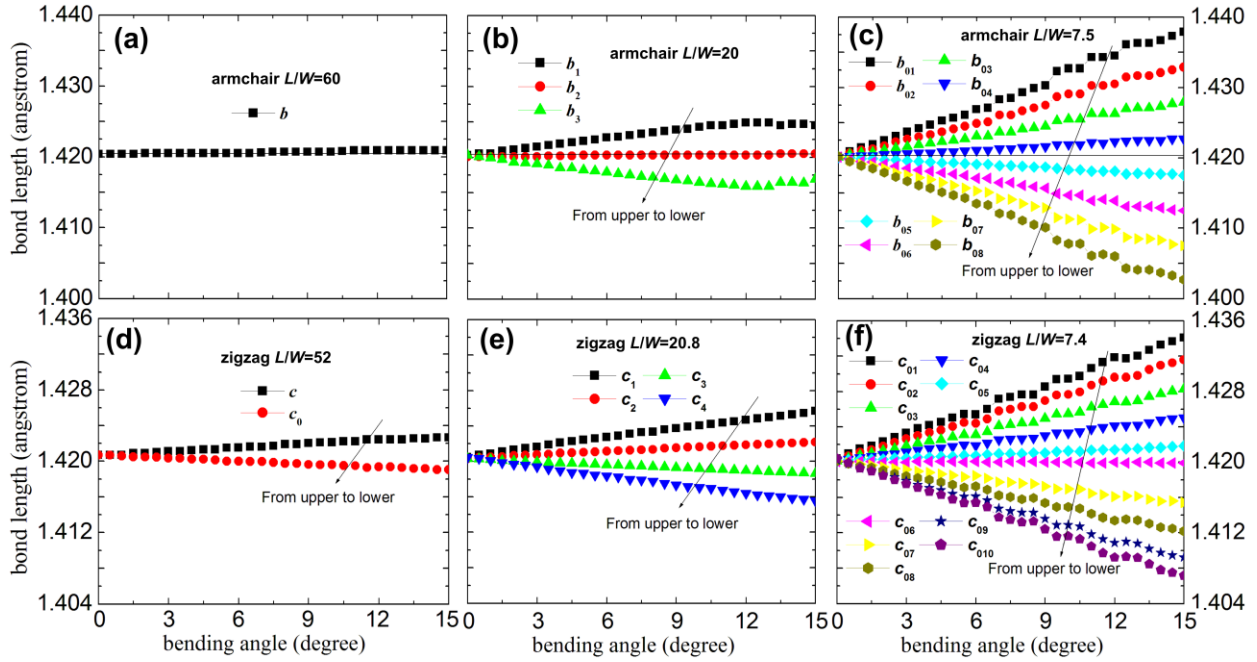 (a)
armchair L/W=60
b
1.440
1.430
1.420
1.410
1.400
bond length (angstrom)
(b)
armchair L/W=20
b1
b2
b3
From upper to lower
(c)
armchair L/W=7.5
b01 b03
b02 b04
b05 b07
b06 b08
From upper to lower
1.440
1.430
1.420
1.410
1.400
(d)
zigzag L/W=52
c
c0
From upper to lower
1.436
1.428
1.420
1.412
1.404
bond length (angstrom)
0 3 6 9 12 15
bending angle (degree)
(e)
zigzag L/W=20.8
c1 c3
c2 c4
From upper to lower
0 3 6 9 12 15
bending angle (degree)
(f)
zigzag L/W=7.4
c01 c04
c02 c05
c03
c06 c09
c07 c010
c08
From upper to lower
1.436
1.428
1.420
1.412
1.404
0 3 6 9 12 15
bending angle (degree)